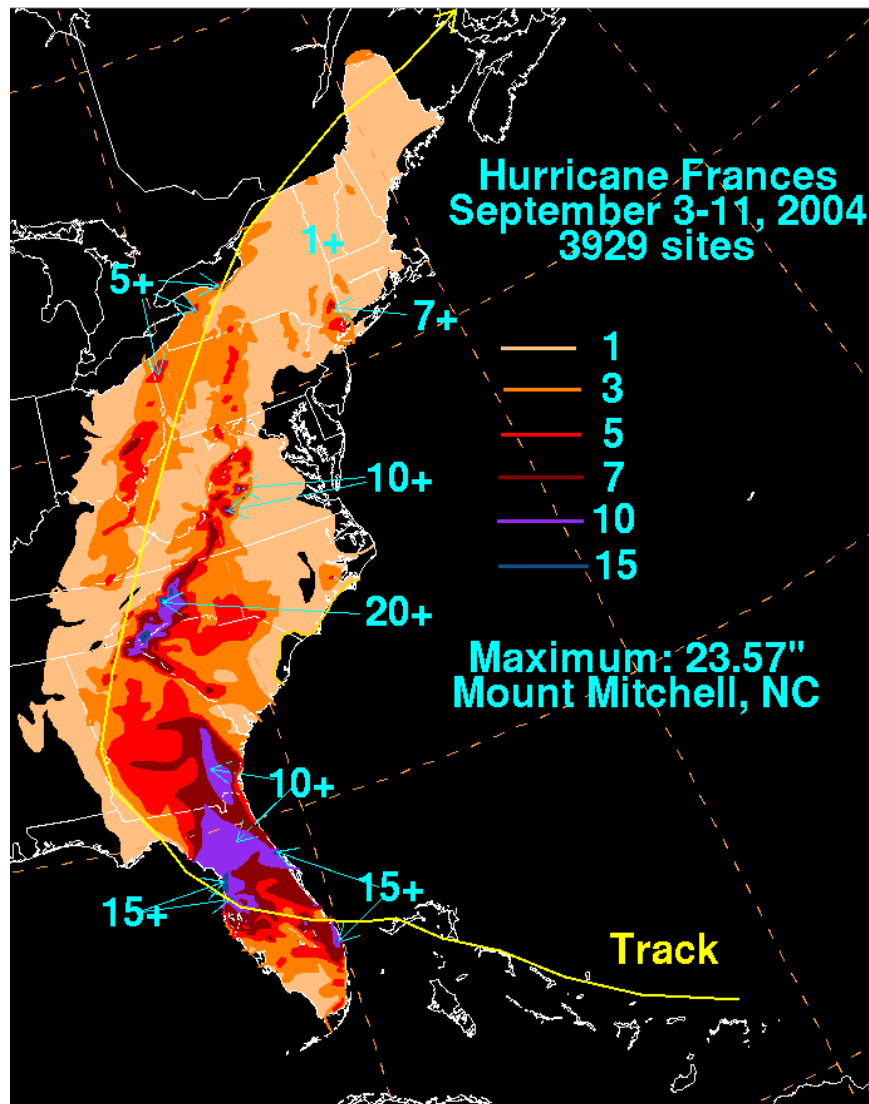 Hurricane Frances
September 3-11, 2004
3929 sites
1+
5+
7+
1
3
5
7
10
15
10+
20+
Maximum: 23.57"
Mount Mitchell, NC
10+
15+
15+
Track